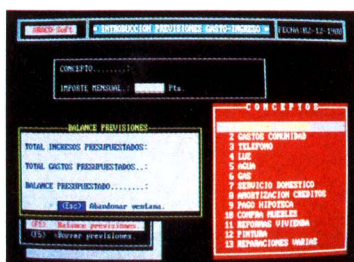 ABACO-Soft
« INTRODUCCION PREVISIONES GASTO-INGRESO »
FECHA:02-12-1988
CONCEPTO........:
IMPORTE MENSUAL.: Pts.
BALANCE PREVISIONES
TOTAL INGRESOS PRESUPUESTADOS:
TOTAL GASTOS PRESUPUESTADOS..:
BALANCE PRESUPUESTADO........:
(Esc) Abandonar ventana.
(F1) Balance previsiones.
(F5) Borrar previsiones.
CONCEPTOS
2 GASTOS COMUNIDAD
3 TELEFONO
4 LUZ
5 AGUA
6 GAS
7 SERVICIO DOMESTICO
8 AMORTIZACION CREDITOS
9 PAGO HIPOTECA
10 COMPRA MUEBLES
11 REFORMAS VIVIENDA
12 PINTURA
13 REPARACIONES VARIAS